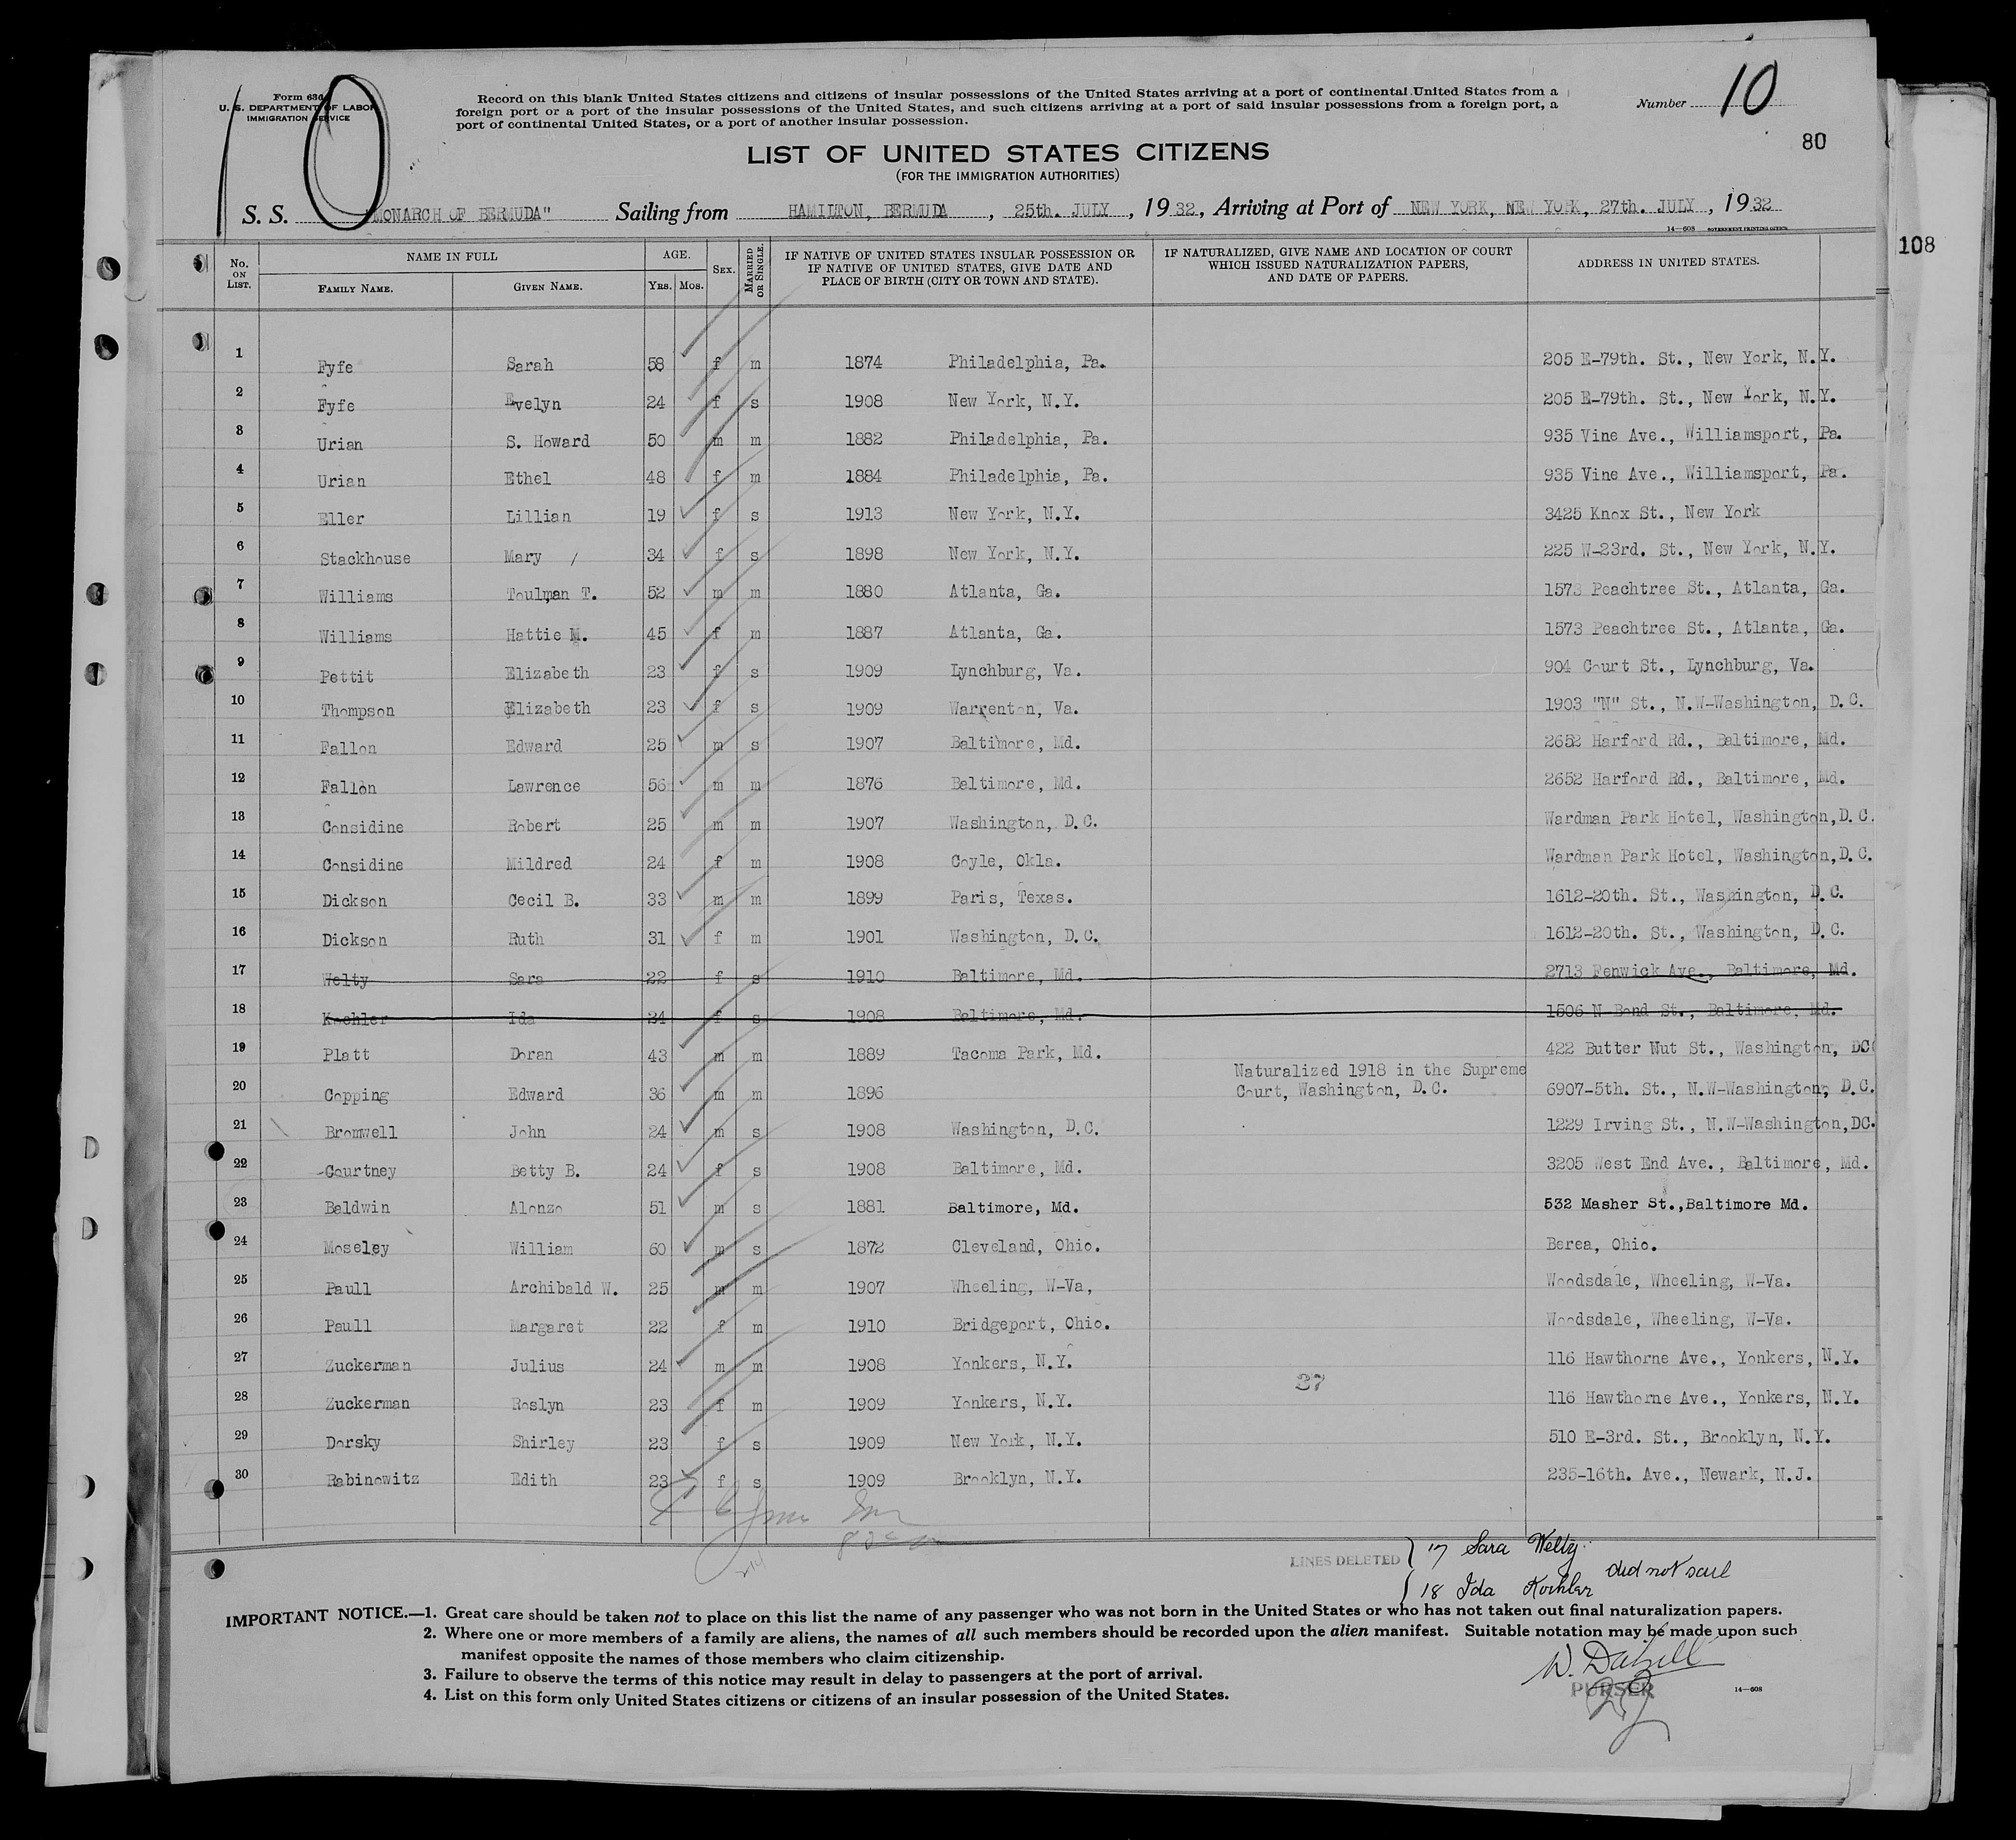 10
Form 630
U. S. DEPARTMENT OF LABOR
IMMIGRATION SERVICE
Record on this blank United States citizens and citizens of insular possessions of the United States arriving at a port of continental United States from a
foreign port or a port of the insular possessions of the United States, and such citizens arriving at a port of said insular possessions from a foreign port, a
port of continental United States, or a port of another insular possession.
Number 10
80
108
LIST OF UNITED STATES CITIZENS
(FOR THE IMMIGRATION AUTHORITIES)
S. S. "MONARCH OF BERMUDA" Sailing from HAMILTON, BERMUDA, 25th. JULY, 1932, Arriving at Port of NEW YORK, NEW YORK, 27th. JULY, 1932
14—608 GOVERNMENT PRINTING OFFICE
No. ON LIST. NAME IN FULL FAMILY NAME. GIVEN NAME. AGE. YRS. MOS. SEX. MARRIED OR SINGLE. IF NATIVE OF UNITED STATES INSULAR POSSESSION OR IF NATIVE OF UNITED STATES, GIVE DATE AND PLACE OF BIRTH (CITY OR TOWN AND STATE). IF NATURALIZED, GIVE NAME AND LOCATION OF COURT WHICH ISSUED NATURALIZATION PAPERS, AND DATE OF PAPERS. ADDRESS IN UNITED STATES.
1 Fyfe Sarah 58 f m 1874 Philadelphia, Pa. 205 E-79th. St., New York, N.Y.
2 Fyfe Evelyn 24 f s 1908 New York, N.Y. 205 E-79th. St., New York, N.Y.
3 Urian S. Howard 50 m m 1882 Philadelphia, Pa. 935 Vine Ave., Williamsport, Pa.
4 Urian Ethel 48 f m 1884 Philadelphia, Pa. 935 Vine Ave., Williamsport, Pa.
5 Eller Lillian 19 f s 1913 New York, N.Y. 3425 Knox St., New York
6 Stackhouse Mary 34 f s 1898 New York, N.Y. 225 W-23rd. St., New York, N.Y.
7 Williams Toulman T. 52 m m 1880 Atlanta, Ga. 1573 Peachtree St., Atlanta, Ga.
8 Williams Hattie M. 45 f m 1887 Atlanta, Ga. 1573 Peachtree St., Atlanta, Ga.
9 Pettit Elizabeth 23 f s 1909 Lynchburg, Va. 904 Court St., Lynchburg, Va.
10 Thompson Elizabeth 23 f s 1909 Warrenton, Va. 1903 "N" St., N.W-Washington, D.C.
11 Fallon Edward 25 m s 1907 Baltimore, Md. 2652 Harford Rd., Baltimore, Md.
12 Fallon Lawrence 56 m m 1876 Baltimore, Md. 2652 Harford Rd., Baltimore, Md.
13 Considine Robert 25 m m 1907 Washington, D.C. Wardman Park Hotel, Washington, D.C.
14 Considine Mildred 24 f m 1908 Coyle, Okla. Wardman Park Hotel, Washington, D.C.
15 Dickson Cecil B. 33 m m 1899 Paris, Texas. 1612-20th. St., Washington, D.C.
16 Dickson Ruth 31 f m 1901 Washington, D.C. 1612-20th. St., Washington, D.C.
17 Welty Sara 22 f s 1910 Baltimore, Md. 2713 Fenwick Ave., Baltimore, Md.
18 Kochler Ida 24 f s 1908 Baltimore, Md. 1506 N-Bond St., Baltimore, Md.
19 Platt Doran 43 m m 1889 Tacoma Park, Md. 422 Butter Nut St., Washington, DC
20 Copping Edward 36 m m 1896 Naturalized 1918 in the Supreme Court, Washington, D.C. 6907-5th. St., N.W-Washington, D.C.
21 Bromwell John 24 m s 1908 Washington, D.C. 1229 Irving St., N.W-Washington, DC.
22 Courtney Betty B. 24 f s 1908 Baltimore, Md. 3205 West End Ave., Baltimore, Md.
23 Baldwin Alonzo 51 m s 1881 Baltimore, Md. 532 Masher St., Baltimore Md.
24 Moseley William 60 m s 1872 Cleveland, Ohio. Berea, Ohio.
25 Paull Archibald W. 25 m m 1907 Wheeling, W-Va, Woodsdale, Wheeling, W-Va.
26 Paull Margaret 22 f m 1910 Bridgeport, Ohio. Woodsdale, Wheeling, W-Va.
27 Zuckerman Julius 24 m m 1908 Yonkers, N.Y. 116 Hawthorne Ave., Yonkers, N.Y.
28 Zuckerman Roslyn 23 f m 1909 Yonkers, N.Y. 37 116 Hawthorne Ave., Yonkers, N.Y.
29 Dorsky Shirley 23 f s 1909 New York, N.Y. 510 E-3rd. St., Brooklyn, N.Y.
30 Rabinowitz Edith 23 f s 1909 Brooklyn, N.Y. 235-16th. Ave., Newark, N.J.
LINES DELETED 17 Sara Welty
18 Ida Kochler did not sail
IMPORTANT NOTICE.—1. Great care should be taken not to place on this list the name of any passenger who was not born in the United States or who has not taken out final naturalization papers.
2. Where one or more members of a family are aliens, the names of all such members should be recorded upon the alien manifest. Suitable notation may be made upon such
manifest opposite the names of those members who claim citizenship.
3. Failure to observe the terms of this notice may result in delay to passengers at the port of arrival.
4. List on this form only United States citizens or citizens of an insular possession of the United States.
W. Dalzell
PURSER
14—608